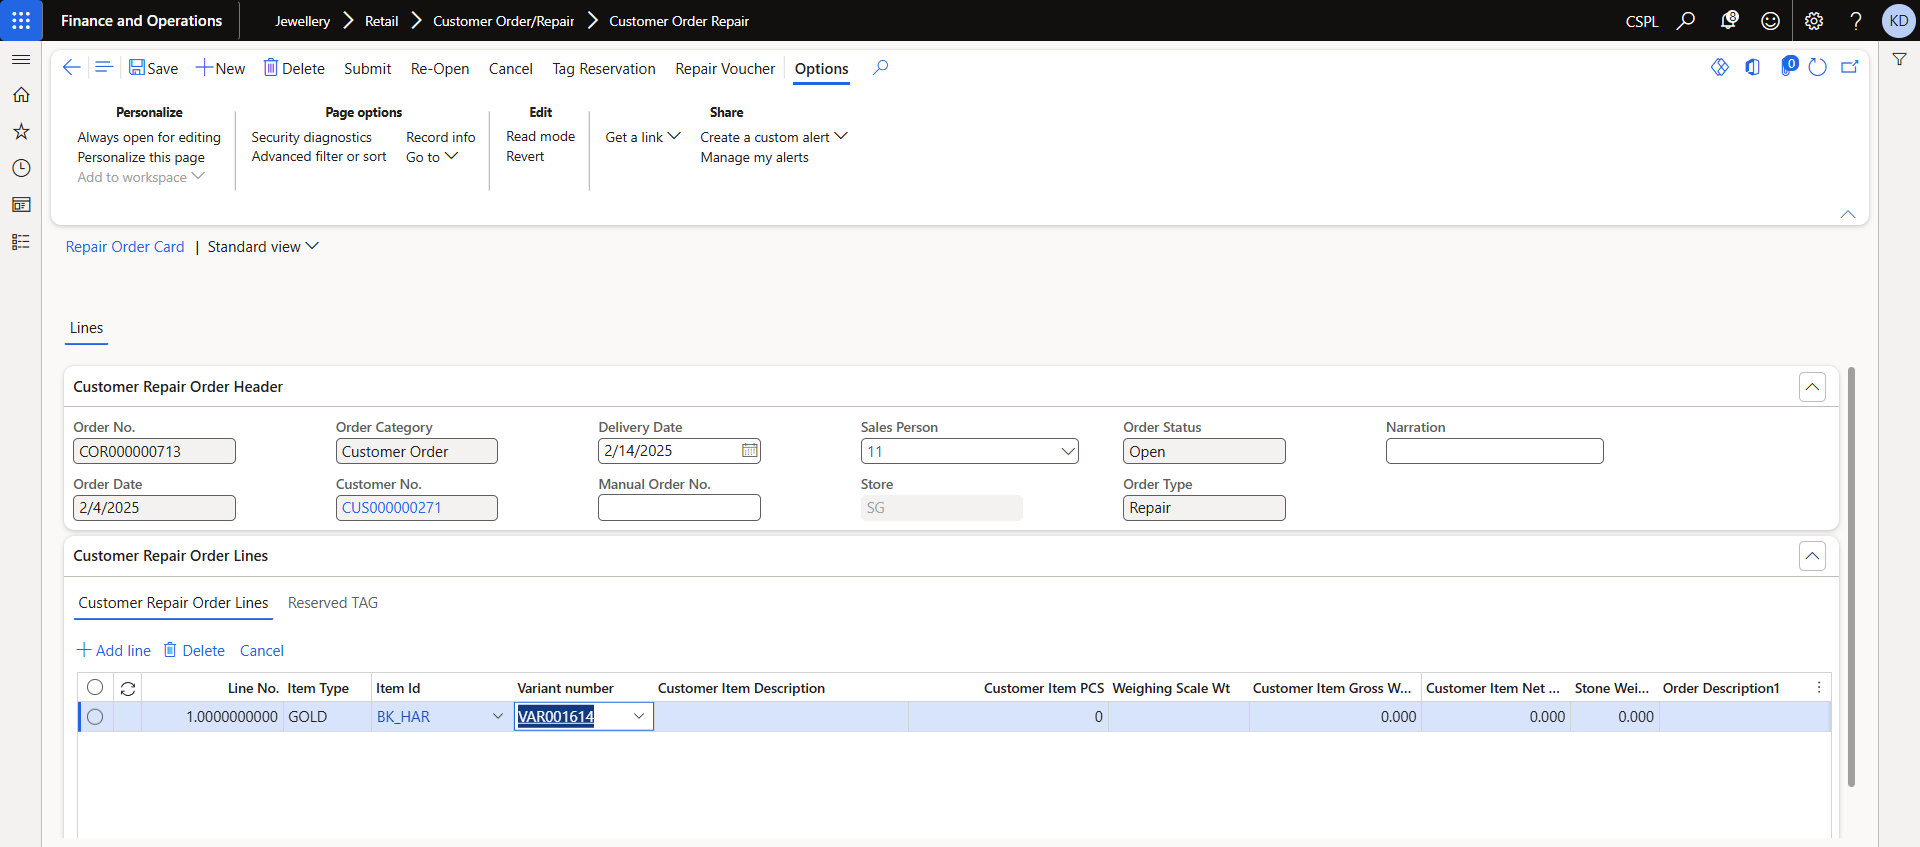 Finance and Operations
Jewellery Retail Customer Order/Repair Customer Order Repair
CSPL 8 ? KD
Save New Delete Submit Re-Open Cancel Tag Reservation Repair Voucher Options 0
Personalize Page options Edit Share
Always open for editing Security diagnostics Record info Read mode Get a link Create a custom alert
Personalize this page Advanced filter or sort Go to Revert Manage my alerts
Add to workspace
Repair Order Card | Standard view
Lines
Customer Repair Order Header
Order No. Order Category Delivery Date Sales Person Order Status Narration
COR000000713 Customer Order 2/14/2025 11 Open
Order Date Customer No. Manual Order No. Store Order Type
2/4/2025 CUS000000271 SG Repair
Customer Repair Order Lines
Customer Repair Order Lines Reserved TAG
Add line Delete Cancel
Line No. Item Type Item Id Variant number Customer Item Description Customer Item PCS Weighing Scale Wt Customer Item Gross W... Customer Item Net ... Stone Wei... Order Description1
1.0000000000 GOLD BK_HAR VAR001614 0 0.000 0.000 0.000